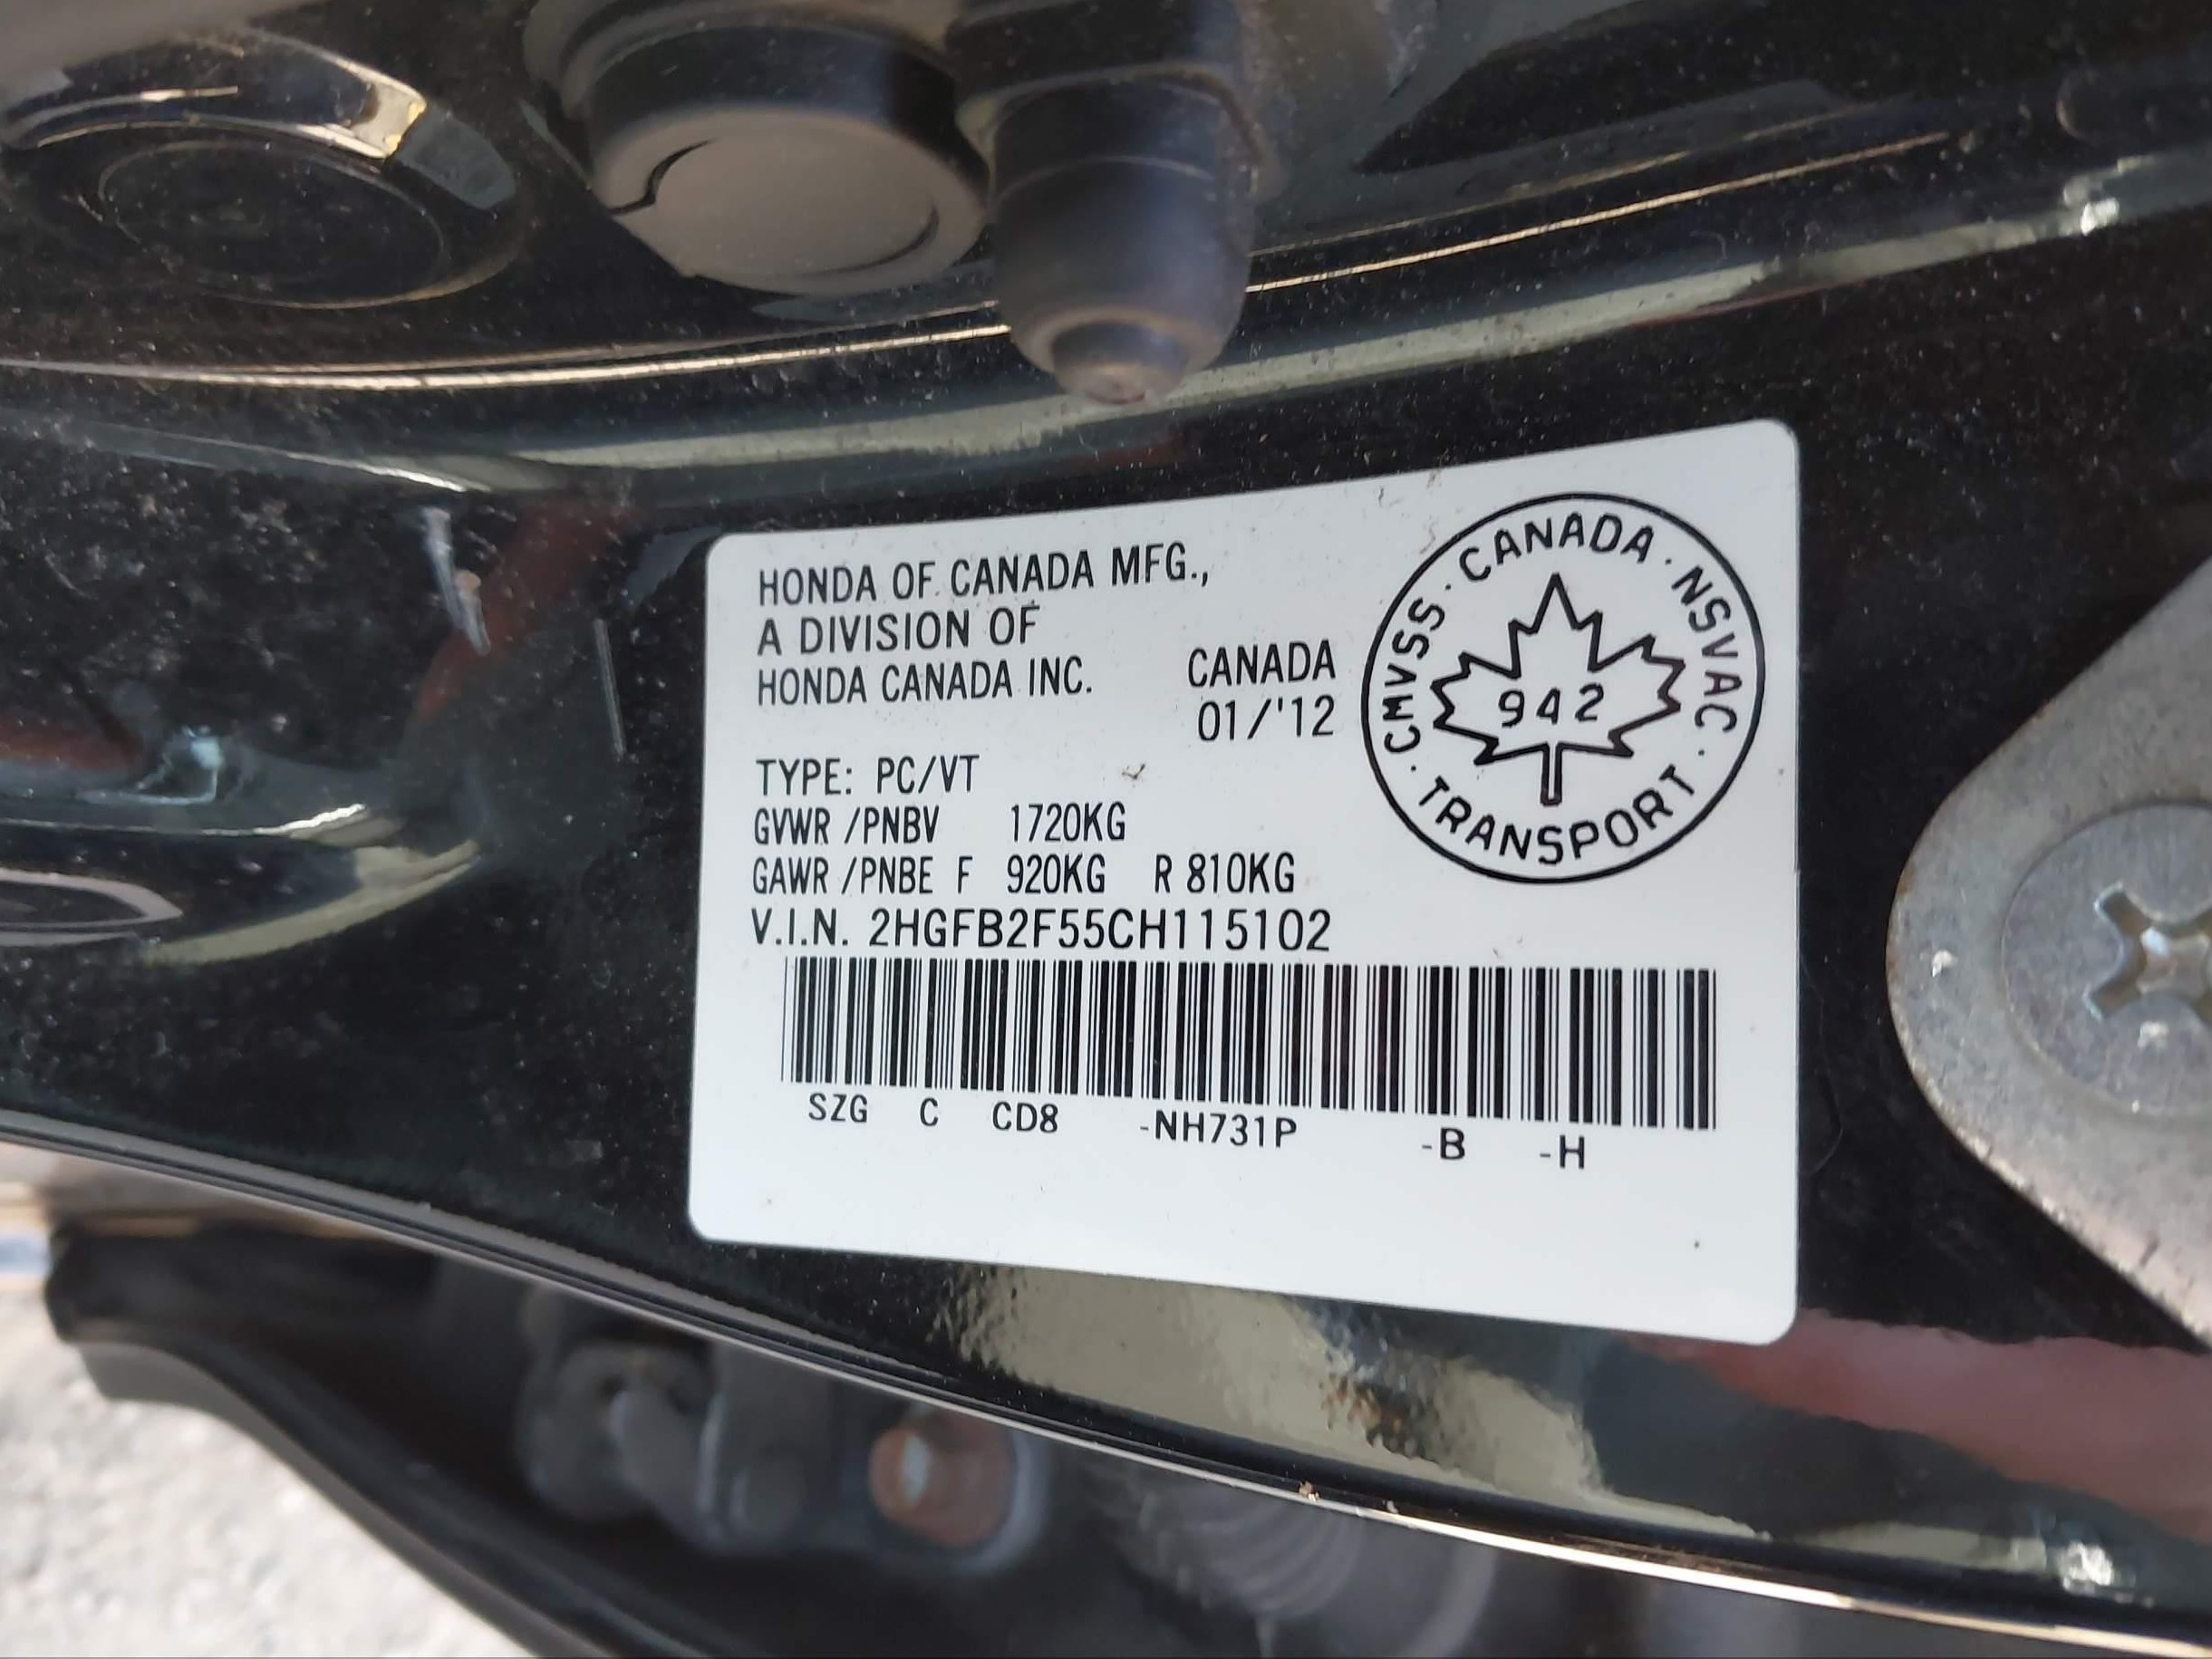 HONDA OF CANADA MFG.,
A DIVISION OF
HONDA CANADA INC.
CANADA
01/'12
CMVSS · CANADA · NSVAC · TRANSPORT ·
942
TYPE: PC/VT
GVWR /PNBV 1720KG
GAWR /PNBE F 920KG R 810KG
V.I.N. 2HGFB2F55CH115102
SZG C CD8 -NH731P -B -H